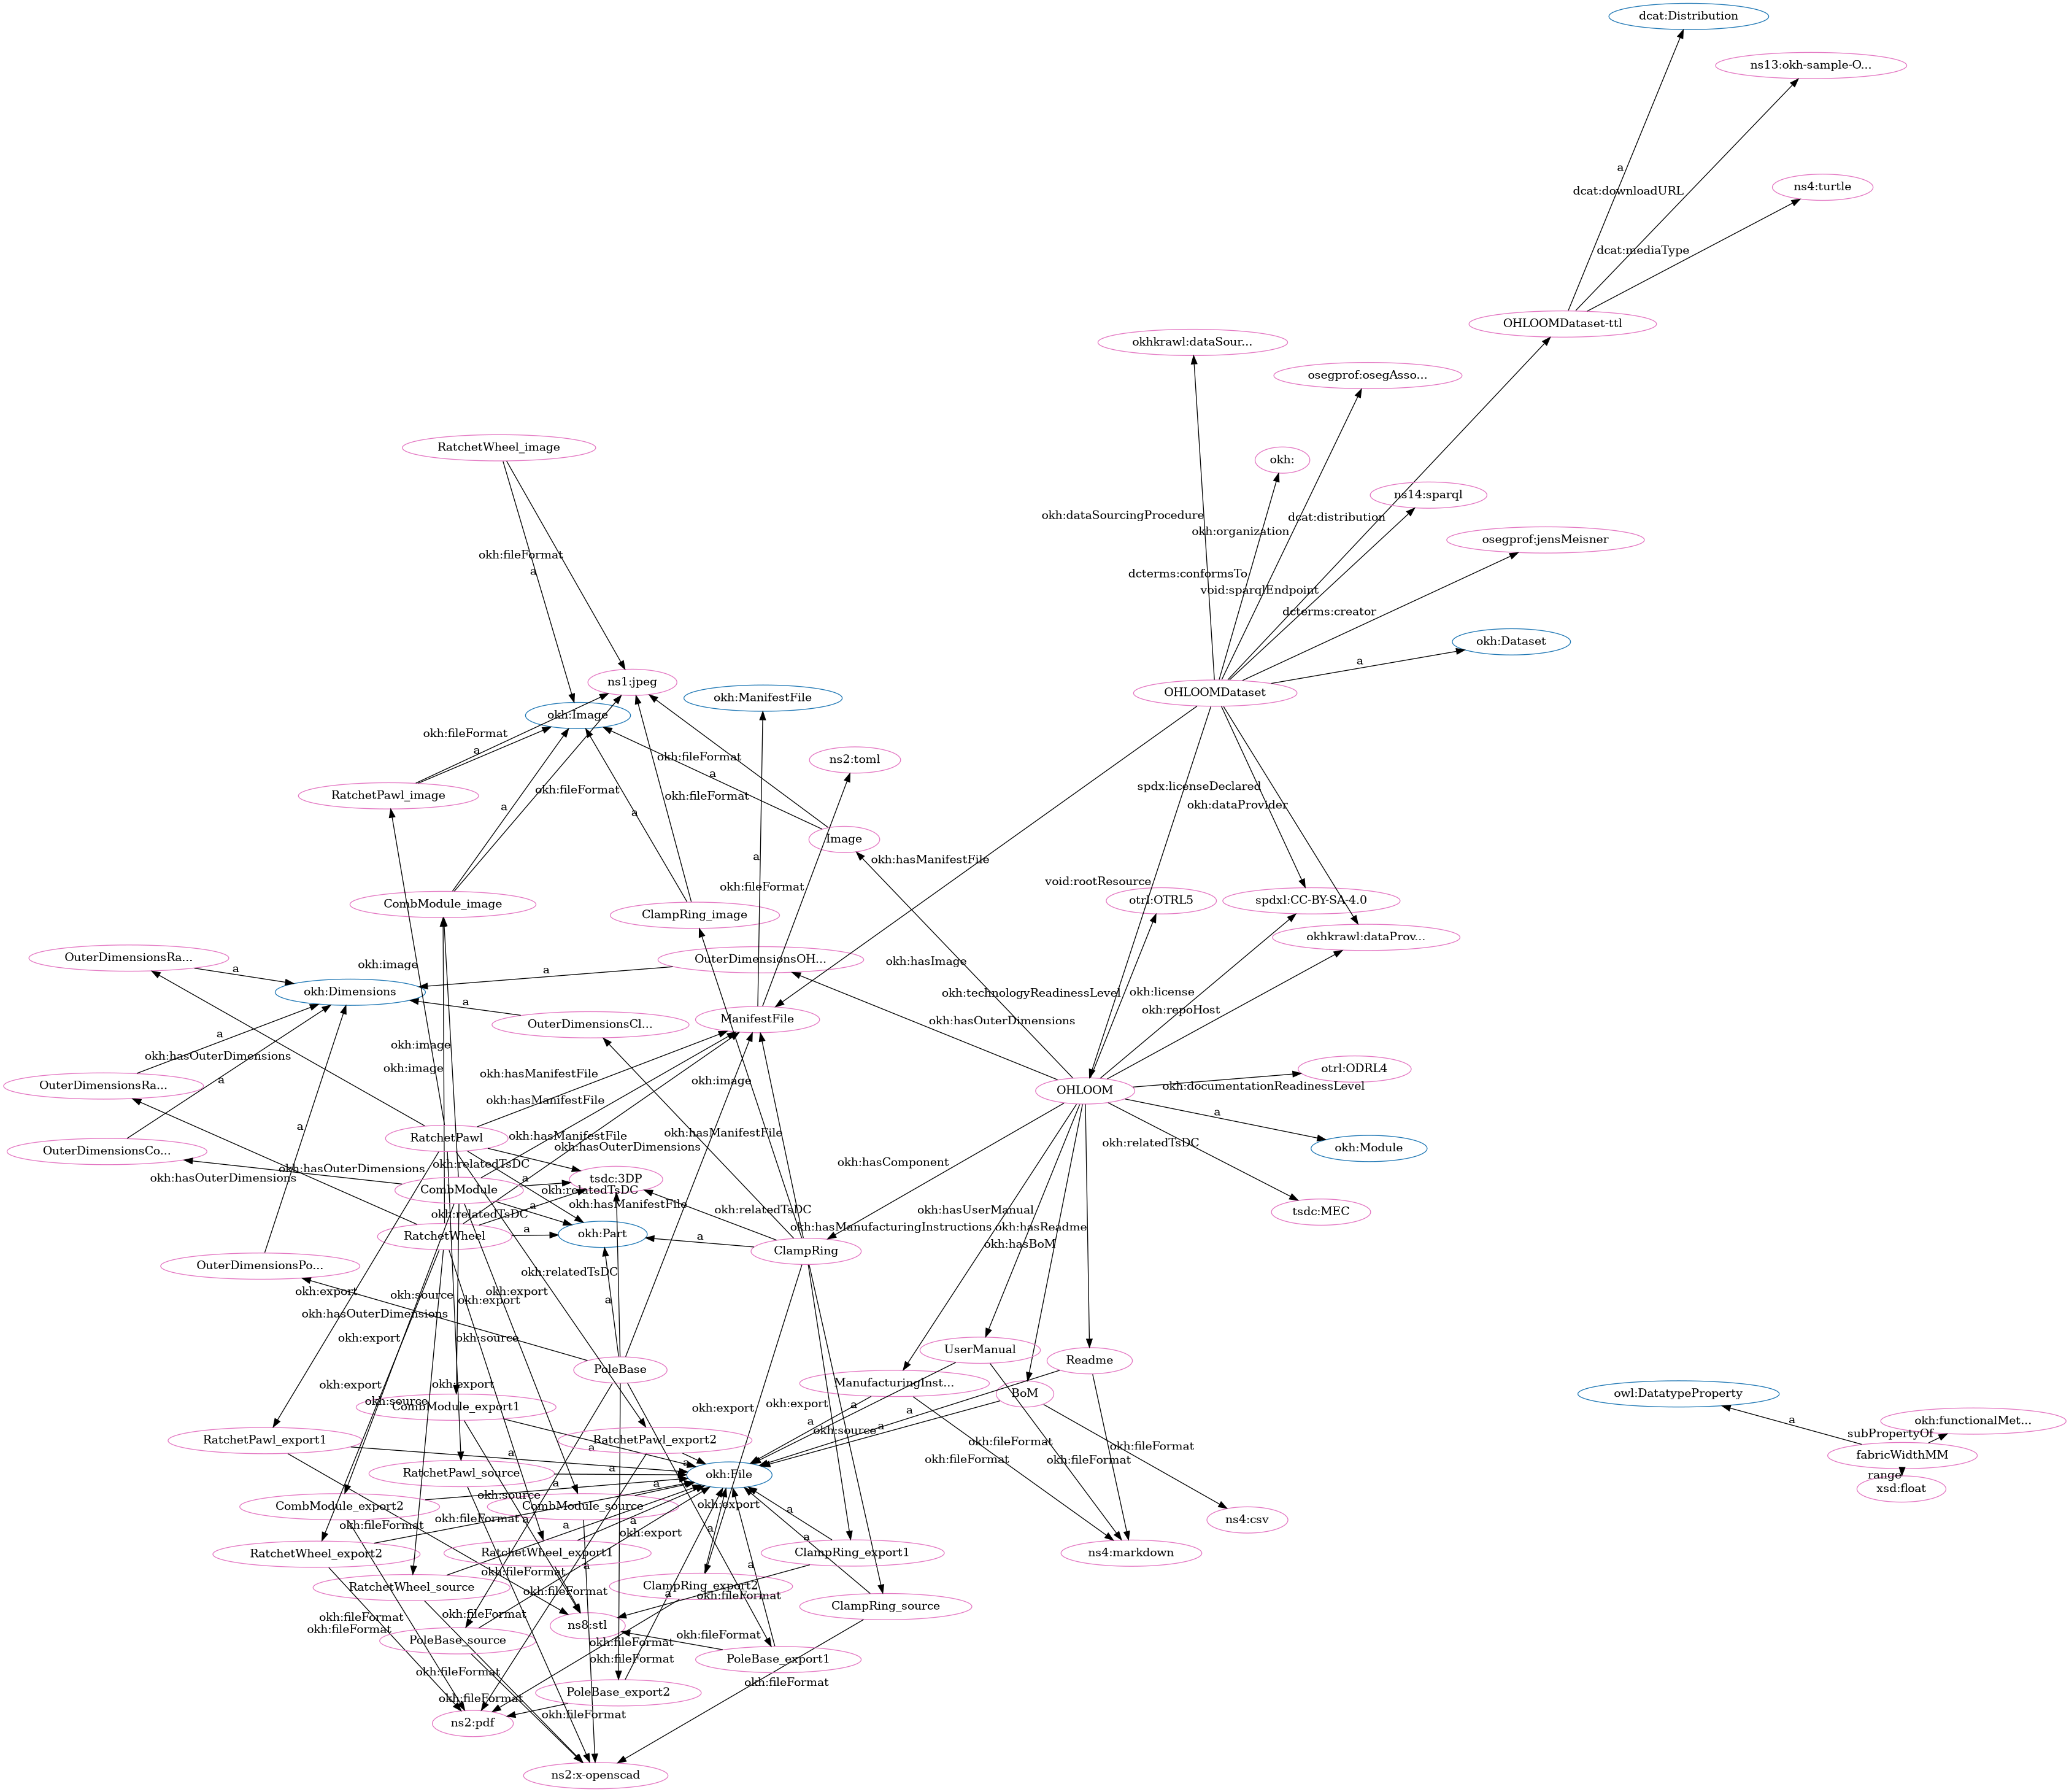 dcat:Distribution
ns13:okh-sample-O...
a
ns4:turtle
dcat:downloadURL
dcat:mediaType
OHLOOMDataset-ttl
okhkrawl:dataSour...
osegprof:osegAsso...
RatchetWheel_image
okh:
ns14:sparql
okh:dataSourcingProcedure
dcat:distribution
okh:organization
osegprof:jensMeisner
okh:fileFormat
a
dcterms:conformsTo
void:sparqlEndpoint
dcterms:creator
okh:Dataset
a
ns1:jpeg
okh:ManifestFile
OHLOOMDataset
okh:Image
okh:fileFormat
a
okh:fileFormat
ns2:toml
a
spdx:licenseDeclared
okh:fileFormat
RatchetPawl_image
okh:fileFormat
a
okh:dataProvider
a
Image
a
okh:hasManifestFile
okh:fileFormat
void:rootResource
CombModule_image
ClampRing_image
otrl:OTRL5
spdxl:CC-BY-SA-4.0
okhkrawl:dataProv...
OuterDimensionsRa...
okh:image
OuterDimensionsOH...
okh:hasImage
a
a
okh:Dimensions
okh:technologyReadinessLevel
okh:license
a
okh:repoHost
OuterDimensionsCl...
ManifestFile
okh:hasOuterDimensions
a
okh:image
okh:hasOuterDimensions
okh:image
okh:hasManifestFile
okh:image
otrl:ODRL4
OuterDimensionsRa...
a
OHLOOM
okh:documentationReadinessLevel
okh:hasManifestFile
a
a
RatchetPawl
okh:hasManifestFile
okh:hasManifestFile
okh:relatedTsDC
okh:Module
OuterDimensionsCo...
okh:hasOuterDimensions
okh:hasOuterDimensions
okh:relatedTsDC
okh:hasComponent
okh:hasOuterDimensions
a
tsdc:3DP
CombModule
okh:relatedTsDC
okh:hasManifestFile
a
okh:relatedTsDC
okh:hasUserManual
tsdc:MEC
okh:relatedTsDC
okh:hasManufacturingInstructions
okh:hasReadme
RatchetWheel
a
okh:Part
a
okh:hasBoM
ClampRing
OuterDimensionsPo...
okh:relatedTsDC
okh:export
okh:source
okh:export
okh:export
a
okh:hasOuterDimensions
okh:export
okh:source
UserManual
Readme
PoleBase
ManufacturingInst...
BoM
owl:DatatypeProperty
okh:export
okh:export
okh:source
okh:export
okh:export
a
CombModule_export1
a
a
a
okh:functionalMet...
a
okh:source
subPropertyOf
RatchetPawl_export1
RatchetPawl_export2
okh:fileFormat
okh:fileFormat
a
a
fabricWidthMM
okh:fileFormat
okh:fileFormat
a
RatchetPawl_source
a
okh:File
range
xsd:float
a
a
okh:source
CombModule_export2
CombModule_source
okh:export
a
ns4:csv
okh:fileFormat
a
okh:fileFormat
a
okh:export
a
a
RatchetWheel_export2
RatchetWheel_export1
ClampRing_export1
ns4:markdown
a
a
okh:fileFormat
RatchetWheel_source
ClampRing_export2
okh:fileFormat
a
okh:fileFormat
ClampRing_source
okh:fileFormat
okh:fileFormat
okh:fileFormat
ns8:stl
okh:fileFormat
PoleBase_source
okh:fileFormat
okh:fileFormat
PoleBase_export1
okh:fileFormat
okh:fileFormat
okh:fileFormat
PoleBase_export2
okh:fileFormat
ns2:pdf
ns2:x-openscad